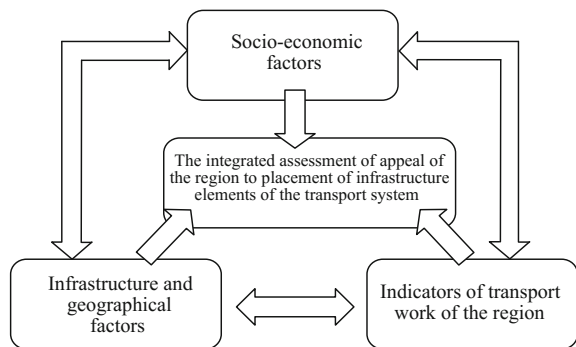 Socio-economic
factors
The integrated assessment of appeal of
the region to placement of infrastructure
elements of the transport system
Infrastructure and
geographical
factors
Indicators of transport
work of the region